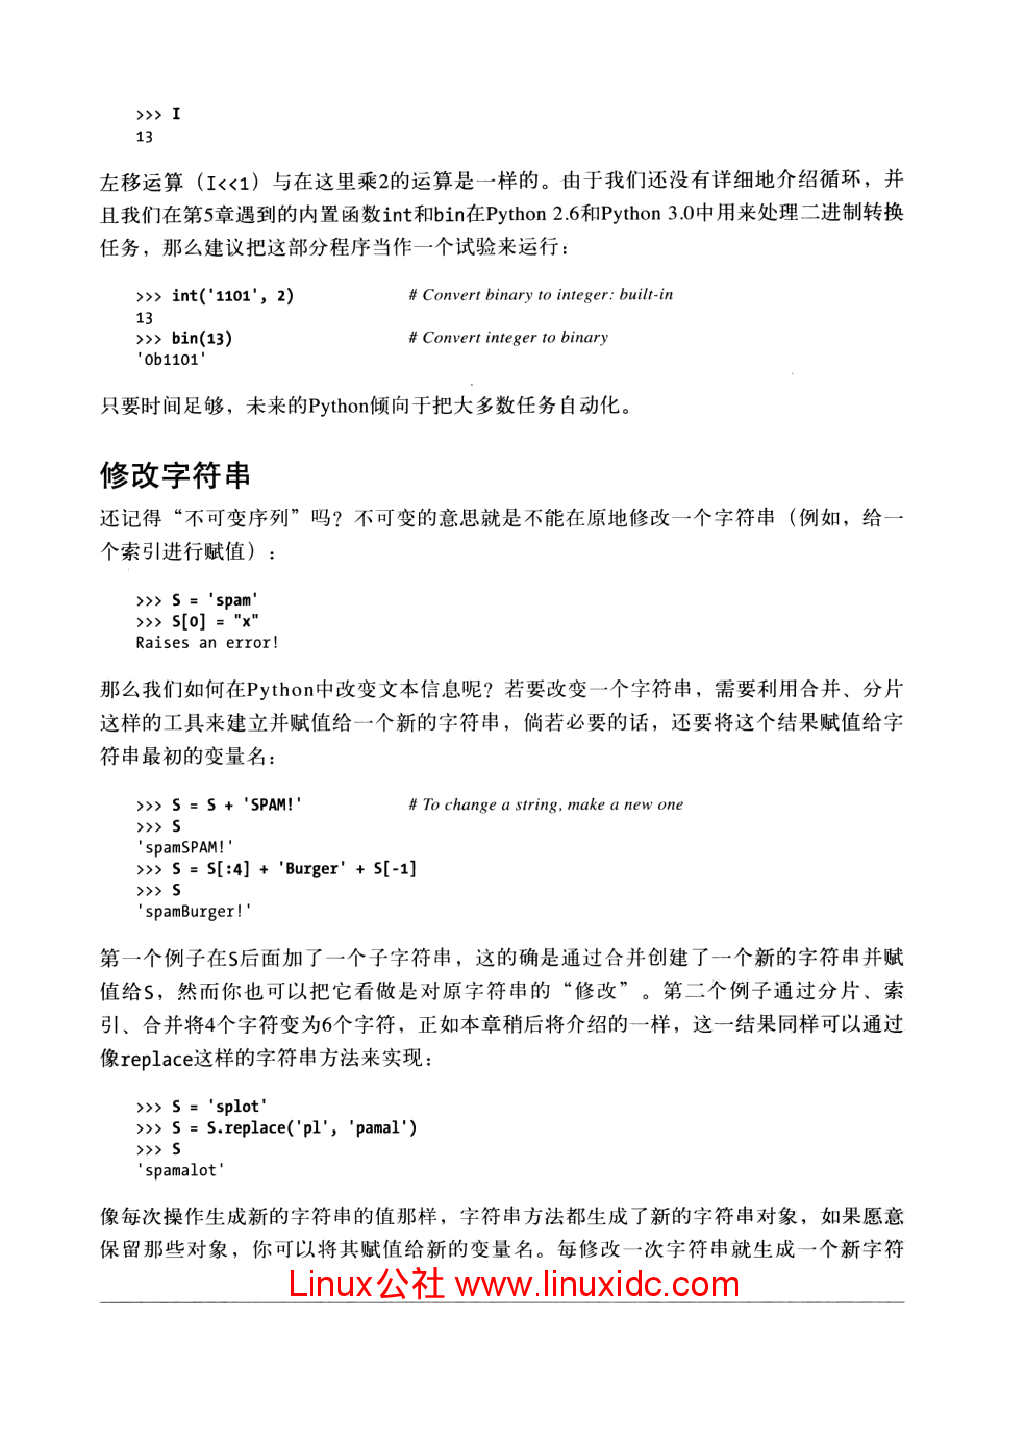 >>> I
13
左移运算（I<<1）与在这里乘2的运算是一样的。由于我们还没有详细地介绍循环，并
且我们在第5章遇到的内置函数int和bin在Python 2.6和Python 3.0中用来处理二进制转换
任务，那么建议把这部分程序当作一个试验来运行：
>>> int('1101', 2) # Convert binary to integer: built-in
13
>>> bin(13) # Convert integer to binary
'0b1101'
只要时间足够，未来的Python倾向于把大多数任务自动化。
修改字符串
还记得“不可变序列”吗？不可变的意思就是不能在原地修改一个字符串（例如，给一
个索引进行赋值）：
>>> S = 'spam'
>>> S[0] = "x"
Raises an error!
那么我们如何在Python中改变文本信息呢？若要改变一个字符串，需要利用合并、分片
这样的工具来建立并赋值给一个新的字符串，倘若必要的话，还要将这个结果赋值给字
符串最初的变量名：
>>> S = S + 'SPAM!' # To change a string, make a new one
>>> S
'spamSPAM!'
>>> S = S[:4] + 'Burger' + S[-1]
>>> S
'spamBurger!'
第一个例子在S后面加了一个子字符串，这的确是通过合并创建了一个新的字符串并赋
值给S，然而你也可以把它看做是对原字符串的“修改”。第二个例子通过分片、索
引、合并将4个字符变为6个字符，正如本章稍后将介绍的一样，这一结果同样可以通过
像replace这样的字符串方法来实现：
>>> S = 'splot'
>>> S = S.replace('pl', 'pamal')
>>> S
'spamalot'
像每次操作生成新的字符串的值那样，字符串方法都生成了新的字符串对象，如果愿意
保留那些对象，你可以将其赋值给新的变量名。每修改一次字符串就生成一个新字符
Linux公社 www.linuxidc.com